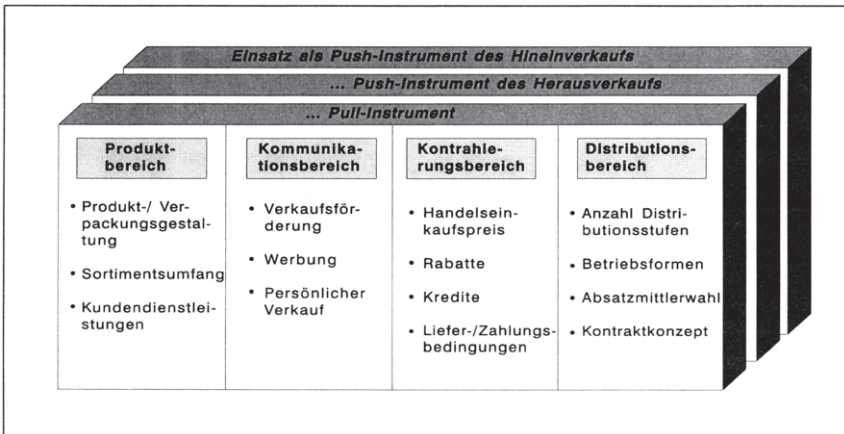 Einsatz als Push-Instrument des Hineinverkaufs
... Push-Instrument des Herausverkaufs
... Pull-Instrument
Produkt-
bereich
• Produkt-/ Ver-
packungsgestal-
tung
• Sortimentsumfang
• Kundendienstlei-
stungen
Kommunika-
tionsbereich
• Verkaufsför-
derung
• Werbung
• Persönlicher
Verkauf
Kontrahie-
rungsbereich
• Handelsein-
kaufspreis
• Rabatte
• Kredite
• Liefer-/Zahlungs-
bedingungen
Distributions-
bereich
• Anzahl Distri-
butionsstufen
• Betriebsformen
• Absatzmittlerwahl
• Kontraktkonzept